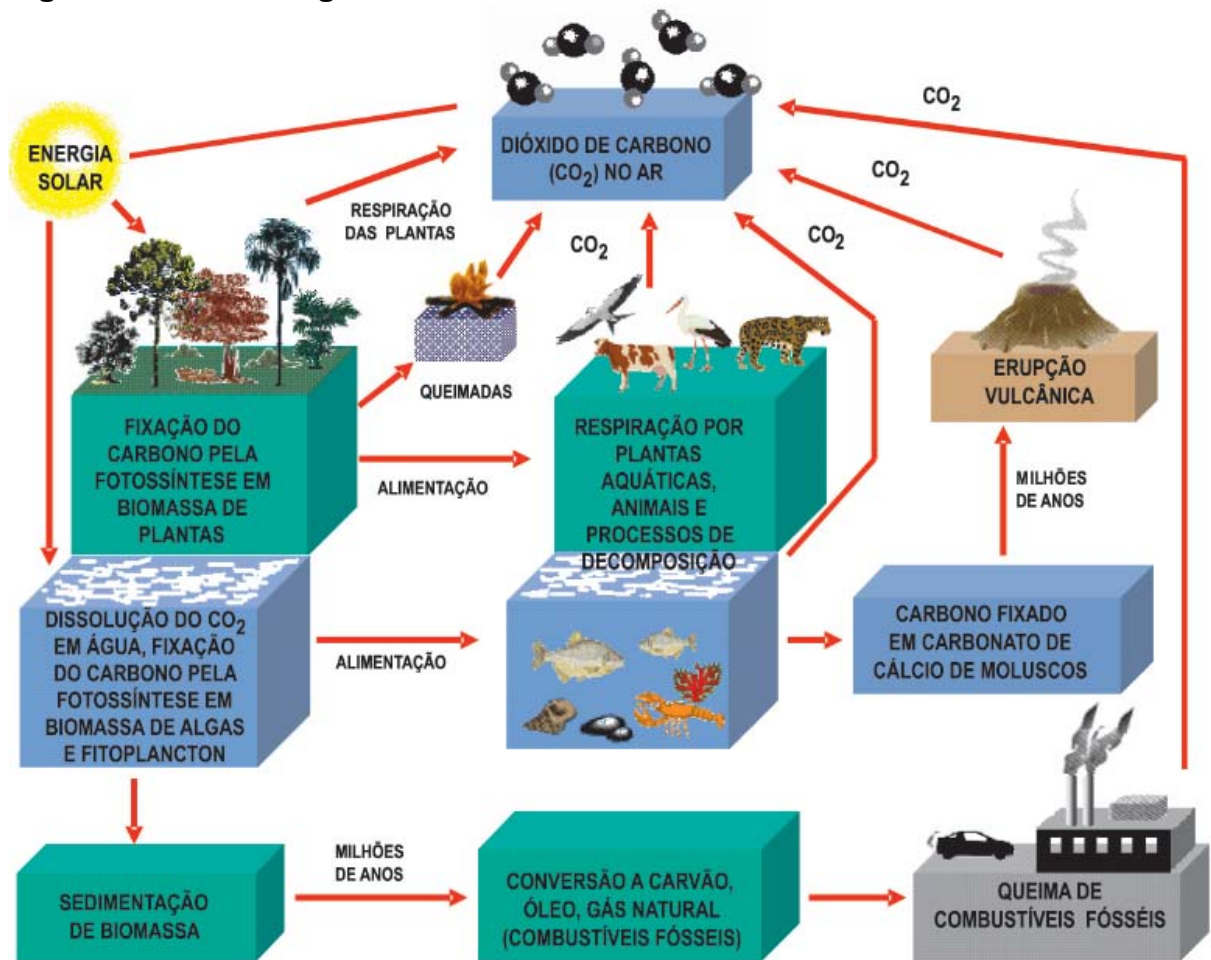 CO2
ENERGIA
SOLAR
DIÓXIDO DE CARBONO
(CO2) NO AR
CO2
RESPIRAÇÃO
DAS PLANTAS
CO2
CO2
QUEIMADAS
ERUPÇÃO
VULCÂNICA
FIXAÇÃO DO
CARBONO PELA
FOTOSSÍNTESE EM
BIOMASSA DE
PLANTAS
ALIMENTAÇÃO
RESPIRAÇÃO POR
PLANTAS
AQUÁTICAS,
ANIMAIS E
PROCESSOS DE
DECOMPOSIÇÃO
MILHÕES
DE ANOS
DISSOLUÇÃO DO CO2
EM ÁGUA, FIXAÇÃO
DO CARBONO PELA
FOTOSSÍNTESE EM
BIOMASSA DE ALGAS
E FITOPLANCTON
ALIMENTAÇÃO
CARBONO FIXADO
EM CARBONATO DE
CÁLCIO DE MOLUSCOS
SEDIMENTAÇÃO
DE BIOMASSA
MILHÕES
DE ANOS
CONVERSÃO A CARVÃO,
ÓLEO, GÁS NATURAL
(COMBUSTÍVEIS FÓSSEIS)
QUEIMA DE
COMBUSTÍVEIS FÓSSÉIS